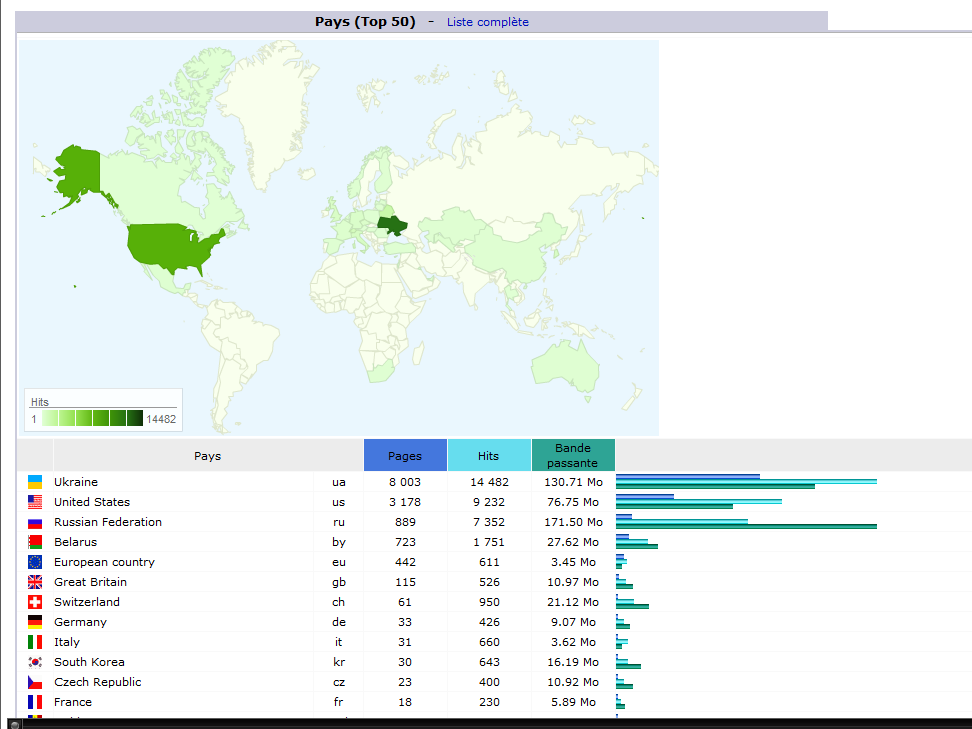 Pays (Top 50) - Liste complète
Hits
1 14482
Pays Pages Hits Bande passante
Ukraine ua 8 003 14 482 130.71 Mo
United States us 3 178 9 232 76.75 Mo
Russian Federation ru 889 7 352 171.50 Mo
Belarus by 723 1 751 27.62 Mo
European country eu 442 611 3.45 Mo
Great Britain gb 115 526 10.97 Mo
Switzerland ch 61 950 21.12 Mo
Germany de 33 426 9.07 Mo
Italy it 31 660 3.62 Mo
South Korea kr 30 643 16.19 Mo
Czech Republic cz 23 400 10.92 Mo
France fr 18 230 5.89 Mo